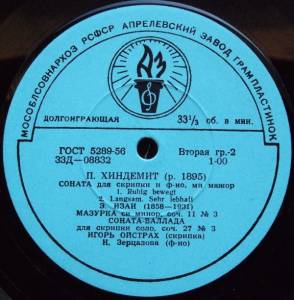 МОСОБЛСОВНАРХОЗ РСФСР АПРЕЛЕВСКИЙ ЗАВОД ГРАМПЛАСТИНОК
АЗ
ДОЛГОИГРАЮЩАЯ
33⅓ об. в мин.
ГОСТ 5289-56
33Д—08832
Вторая гр.-2
1-00
П. ХИНДЕМИТ (р. 1895)
СОНАТА для скрипки и ф-но, ми мажор
1. Ruhig bewegt
2. Langsam. Sehr lebhaft
Э. ИЗАИ (1858—1931)
МАЗУРКА си минор, соч. 11 № 3
СОНАТА-БАЛЛАДА
для скрипки соло, соч. 27 № 3
ИГОРЬ ОЙСТРАХ (скрипка)
Н. Зерцалова (ф-но)